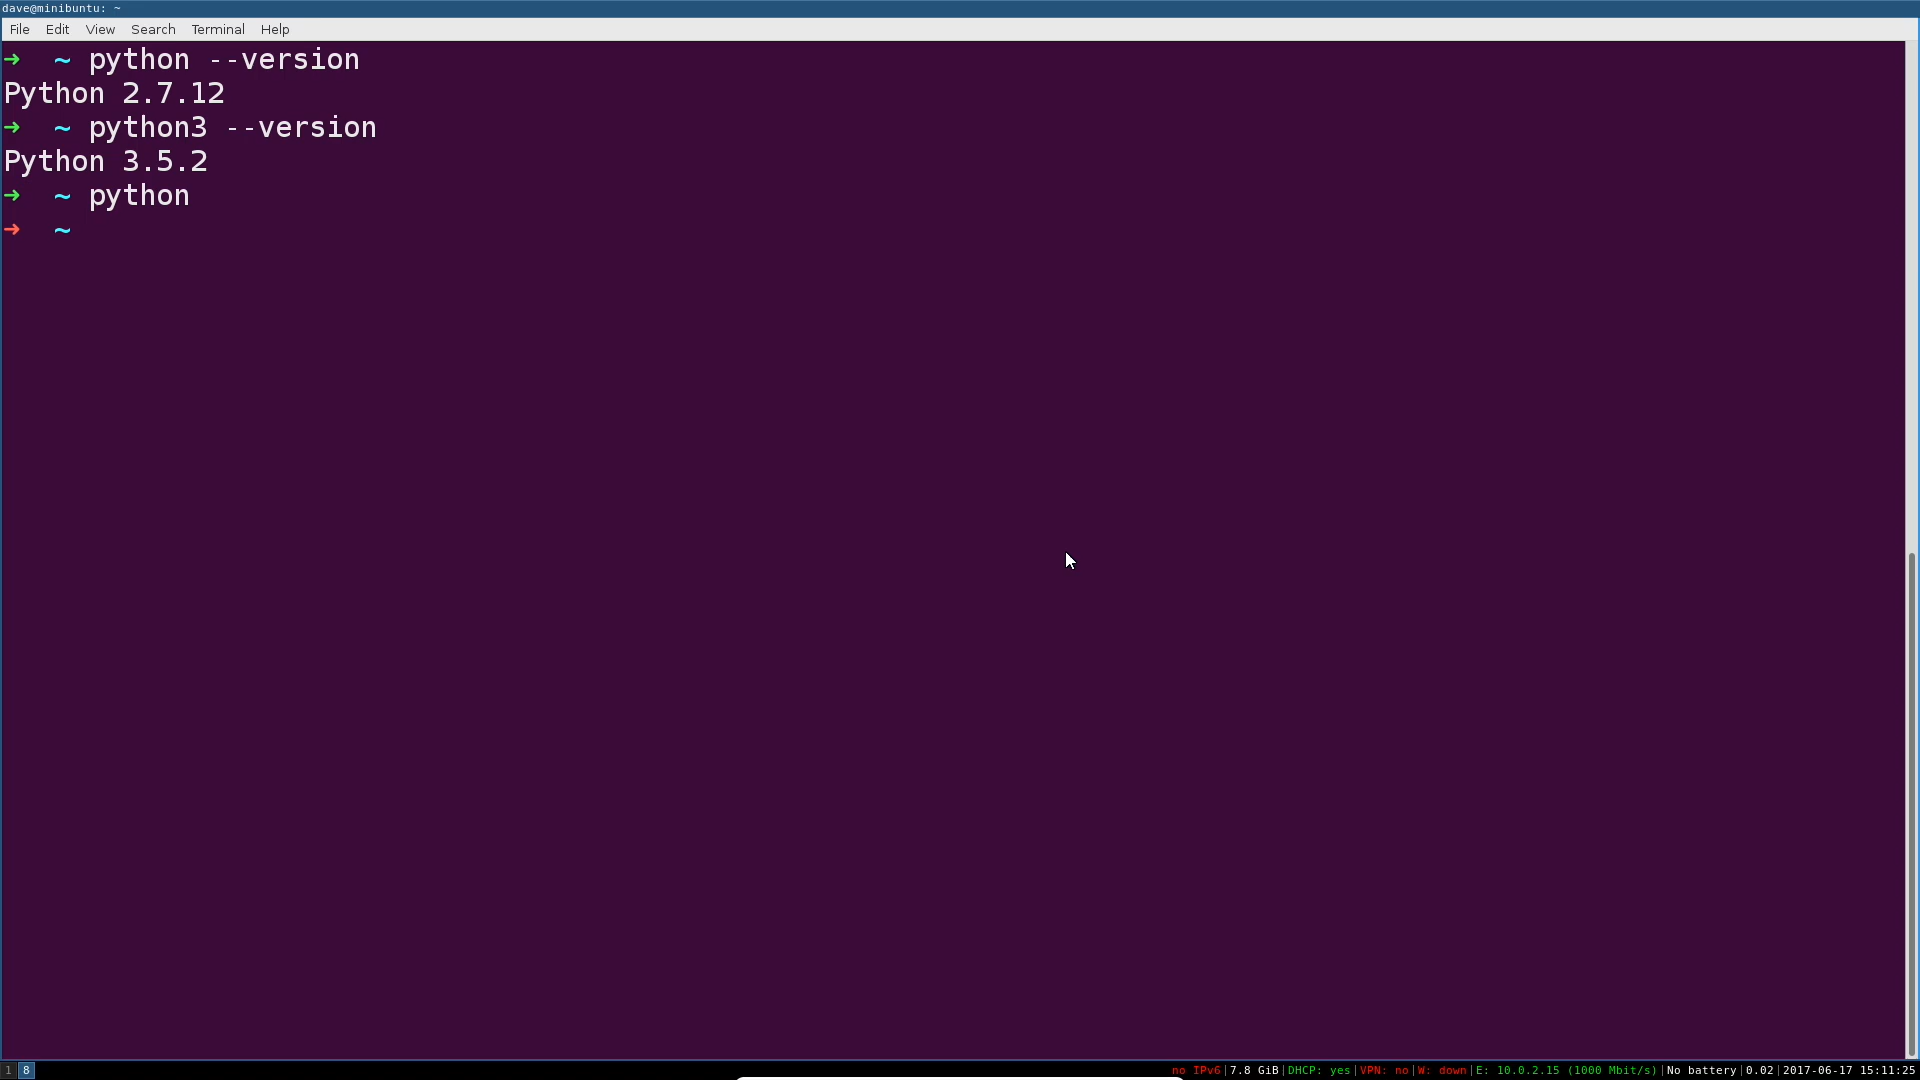 dave@minibuntu: ~
File Edit View Search Terminal Help
➜ ~ python --version
Python 2.7.12
➜ ~ python3 --version
Python 3.5.2
➜ ~ python
➜ ~
1 8 no IPv6|7.8 GiB|DHCP: yes|VPN: no|W: down|E: 10.0.2.15 (1000 Mbit/s)|No battery|0.02|2017-06-17 15:11:25